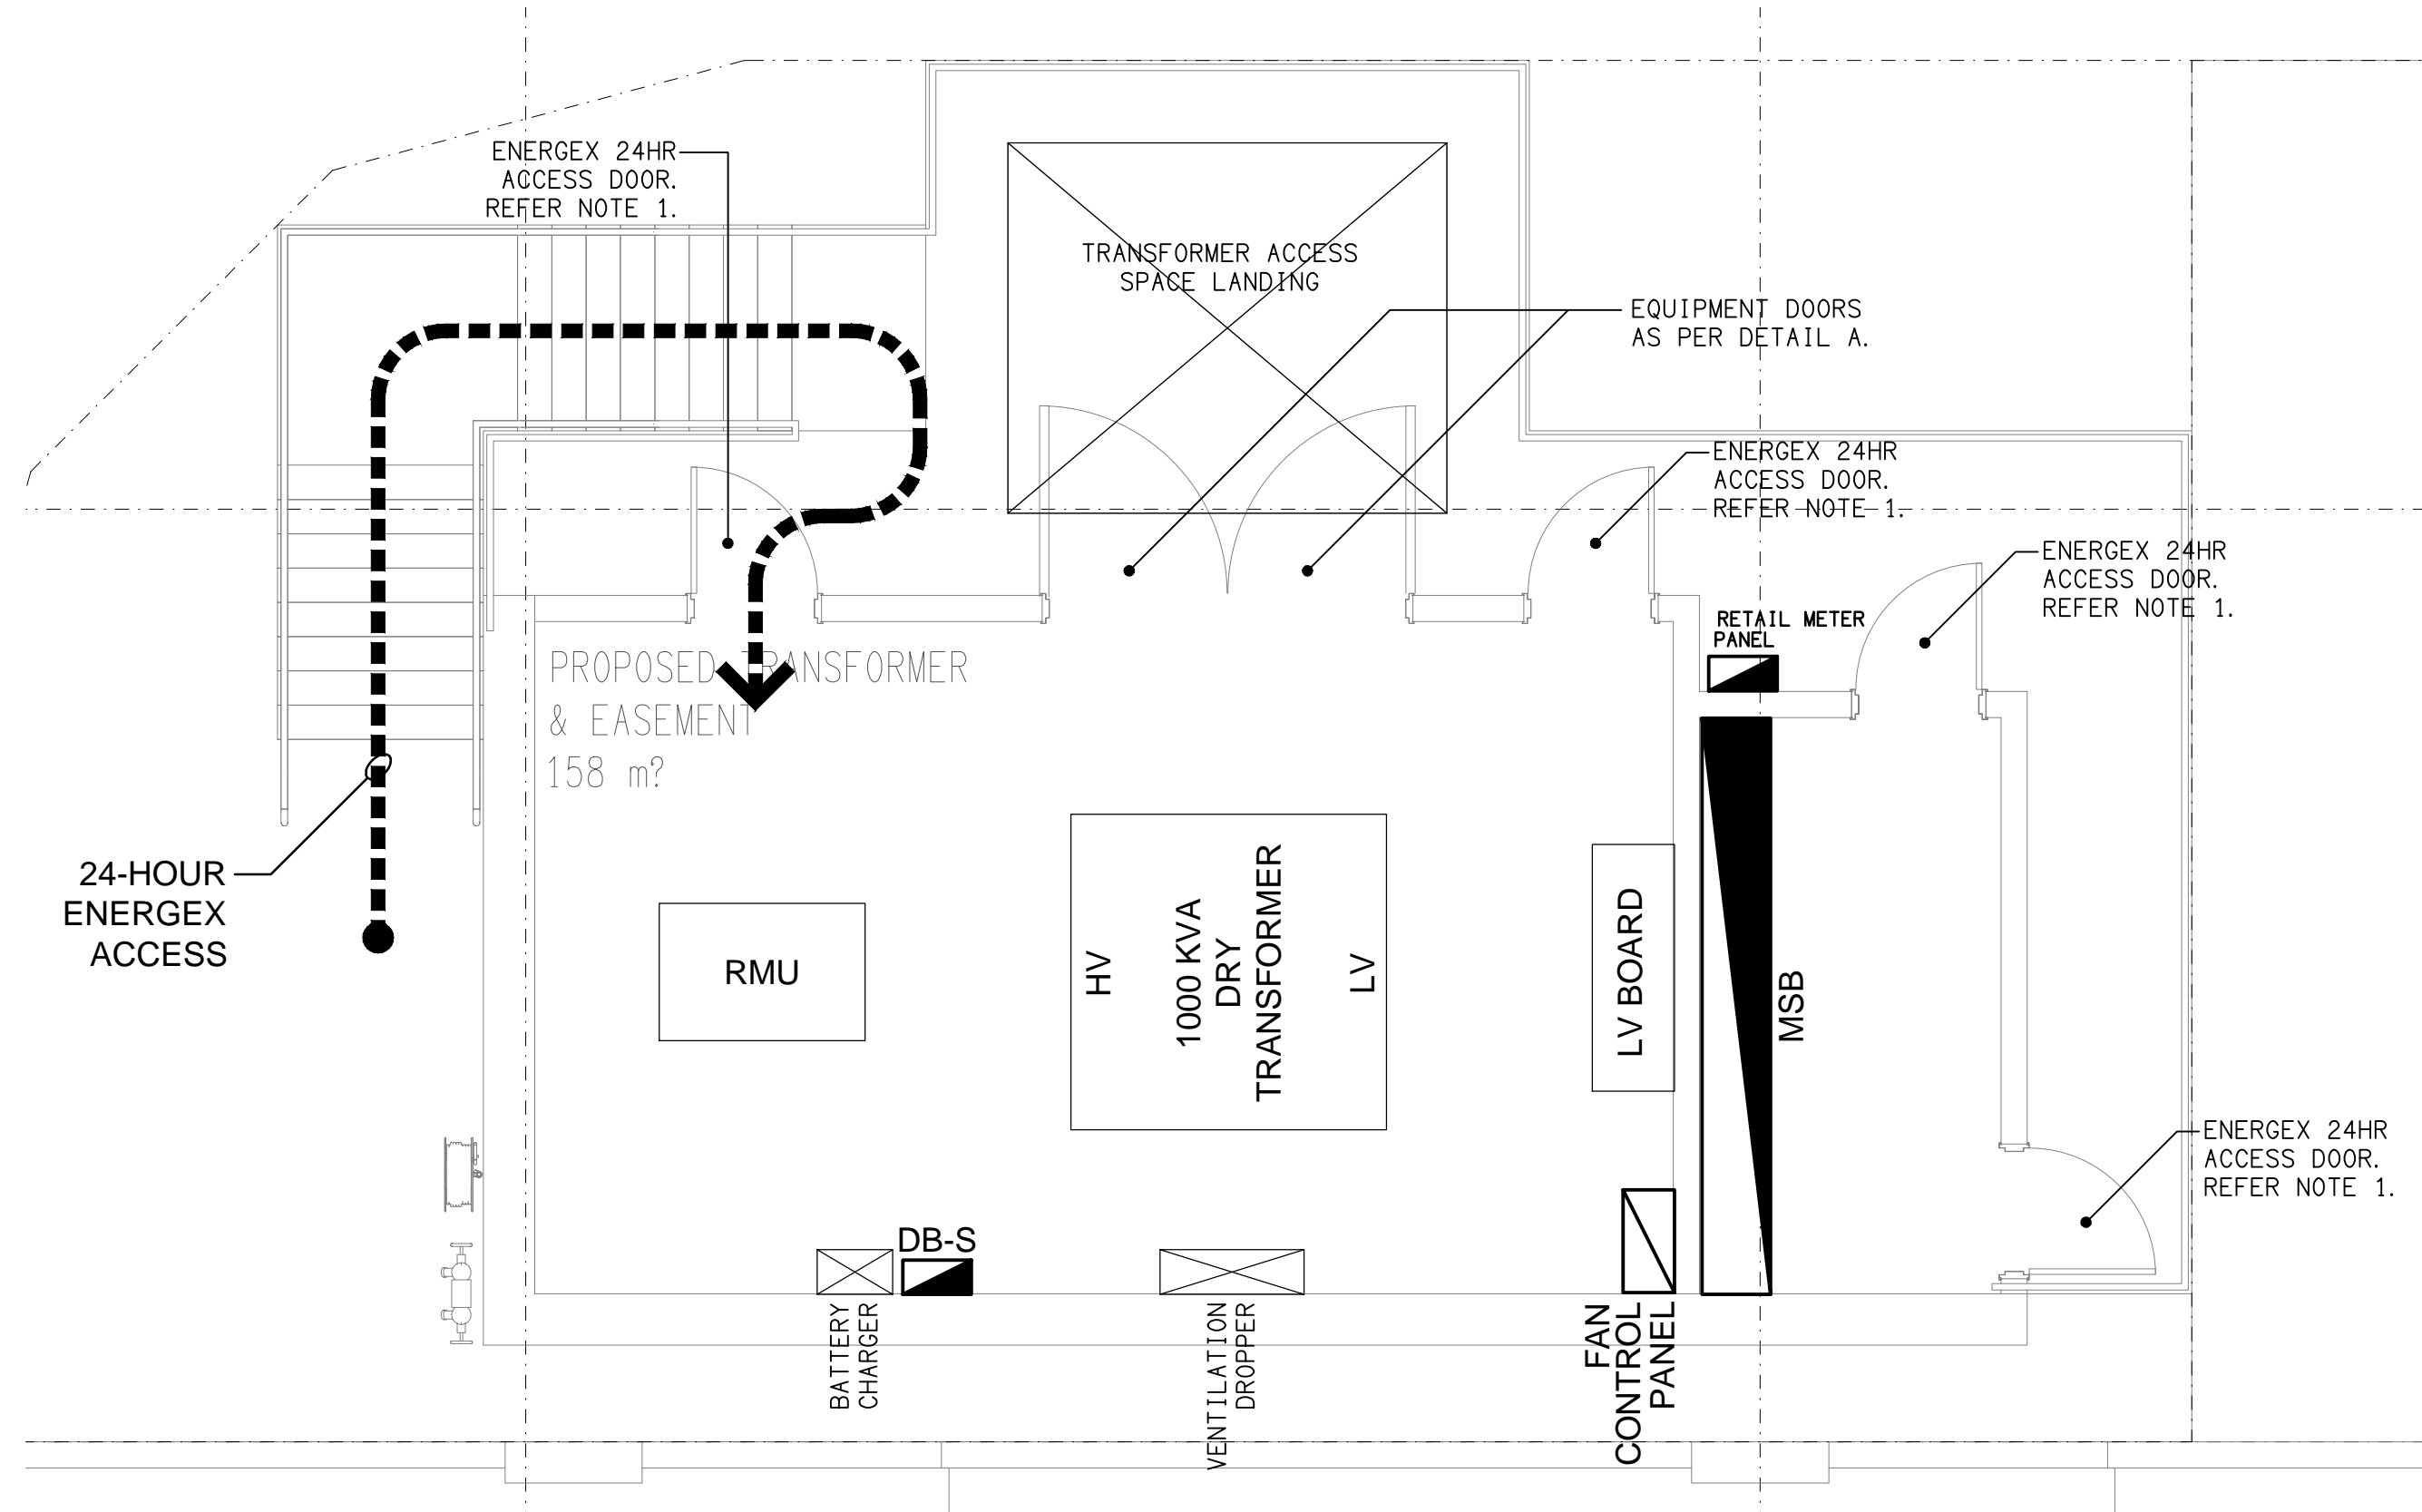 ENERGEX 24HR
ACCESS DOOR.
REFER NOTE 1.
TRANSFORMER ACCESS
SPACE LANDING
EQUIPMENT DOORS
AS PER DETAIL A.
ENERGEX 24HR
ACCESS DOOR.
REFER NOTE 1.
ENERGEX 24HR
ACCESS DOOR.
REFER NOTE 1.
RETAIL METER
PANEL
PROPOSED TRANSFORMER
& EASEMENT
158 m?
24-HOUR
ENERGEX
ACCESS
RMU
HV
1000 KVA
DRY
TRANSFORMER
LV
LV BOARD
MSB
ENERGEX 24HR
ACCESS DOOR.
REFER NOTE 1.
DB-S
BATTERY
CHARGER
VENTILATION
DROPPER
FAN
CONTROL
PANEL